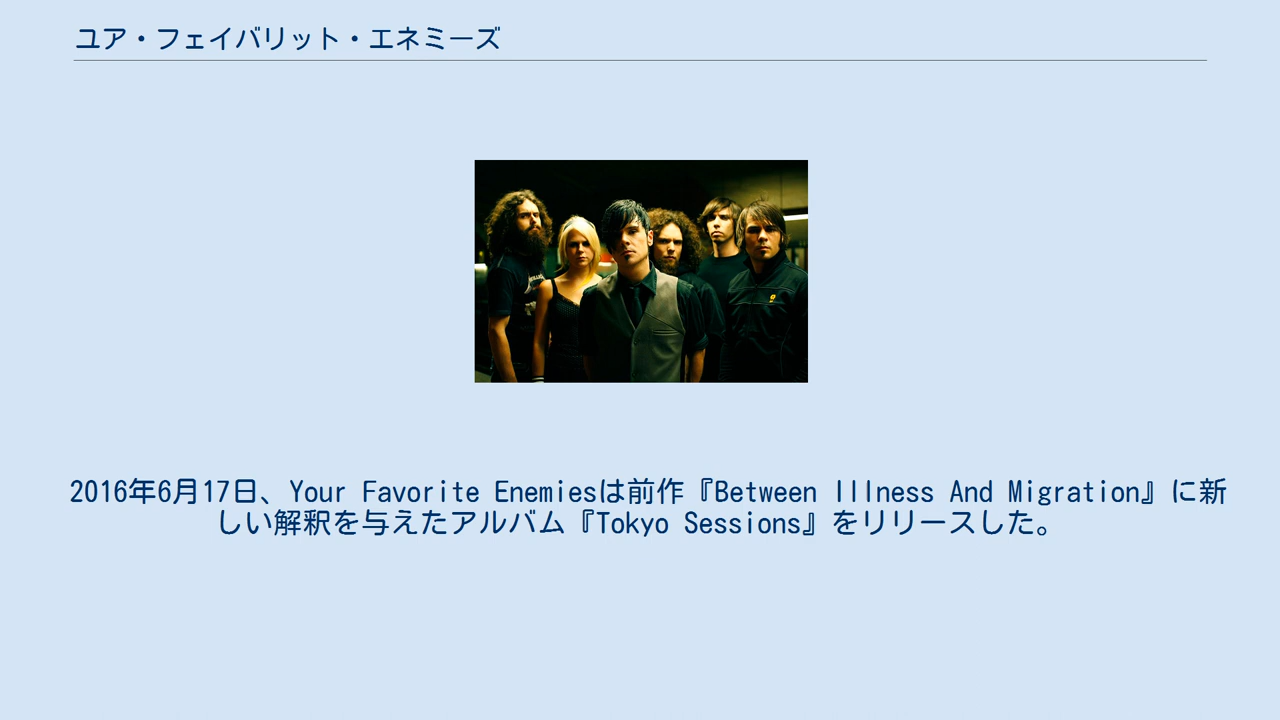 ユア・フェイバリット・エネミーズ
2016年6月17日、Your Favorite Enemiesは前作『Between Illness And Migration』に新
しい解釈を与えたアルバム『Tokyo Sessions』をリリースした。